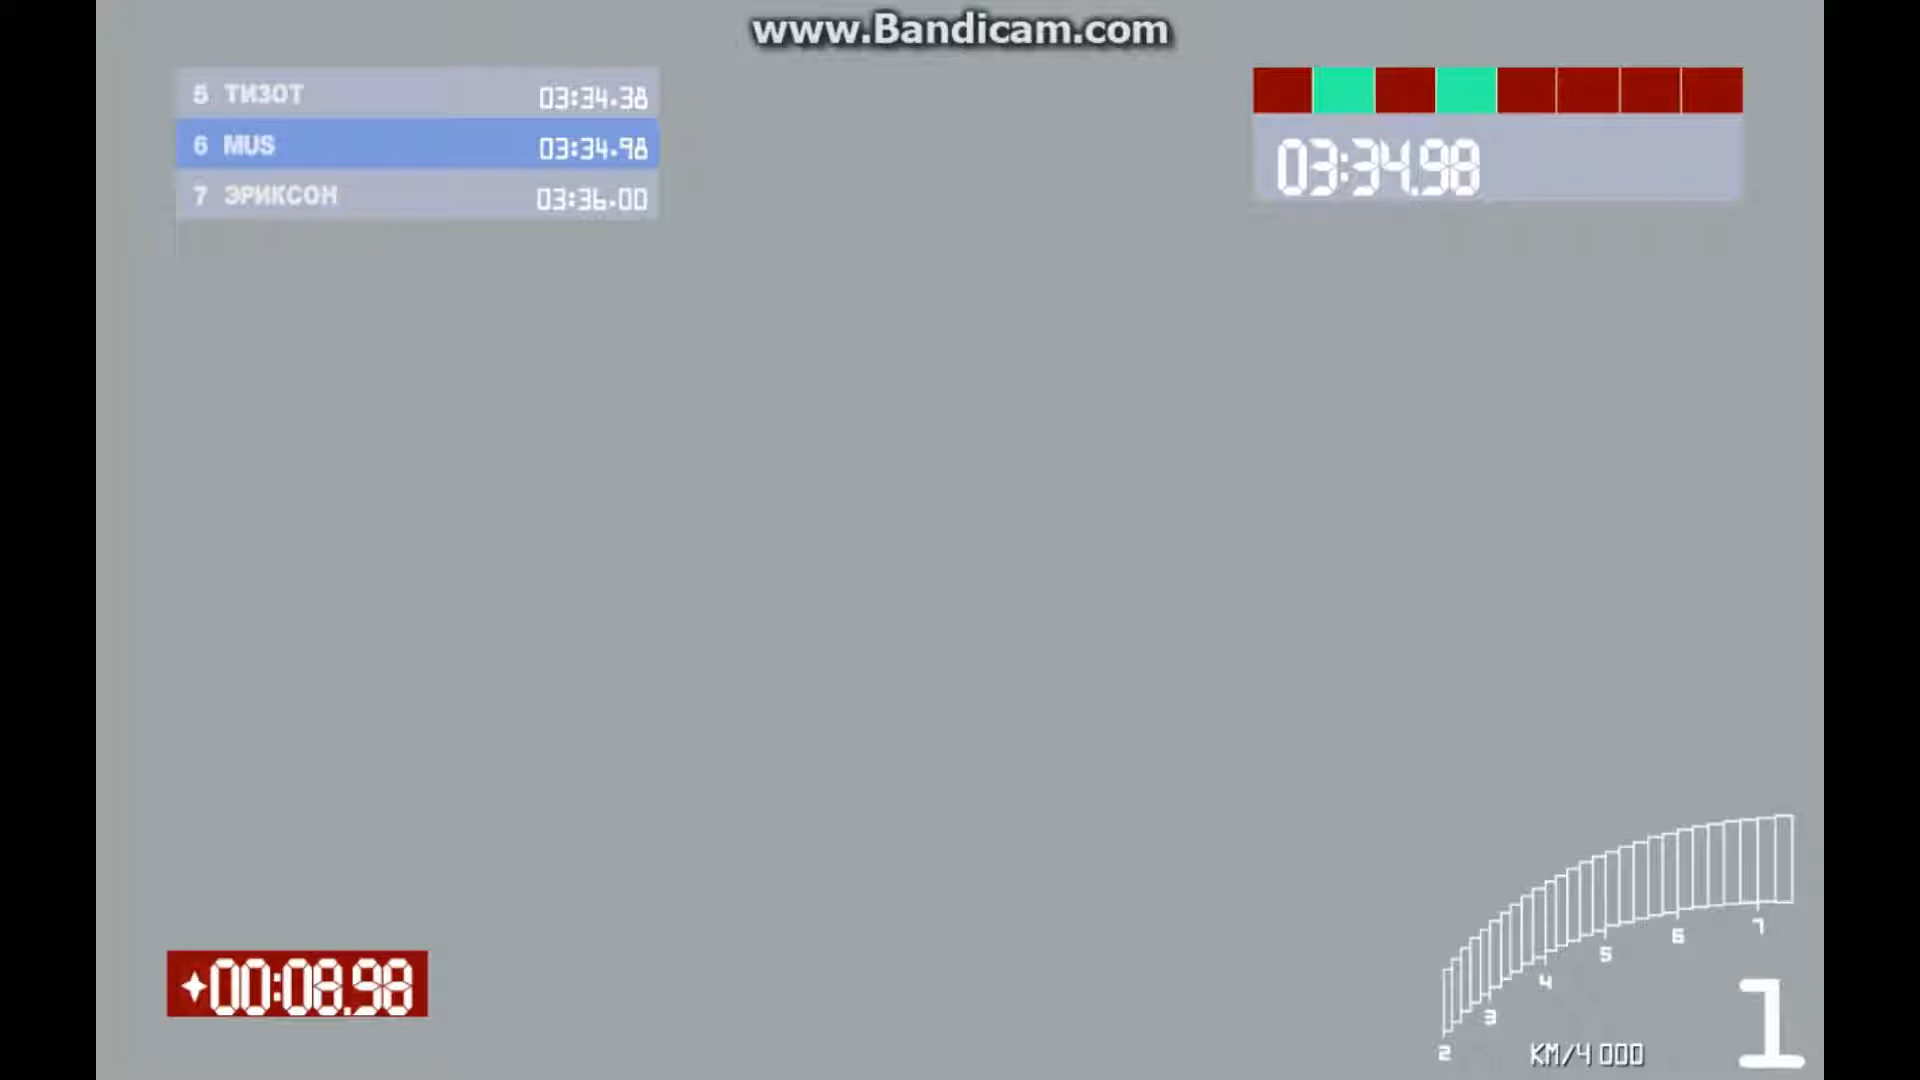 www.Bandicam.com
5 ТИЗОТ 03:34.38
6 MUS 03:34.98
7 ЭРИКСОН 03:36.00
03:34.98
+00:08.98
2 3 4 5 6 7
КМ/Ч 000
1